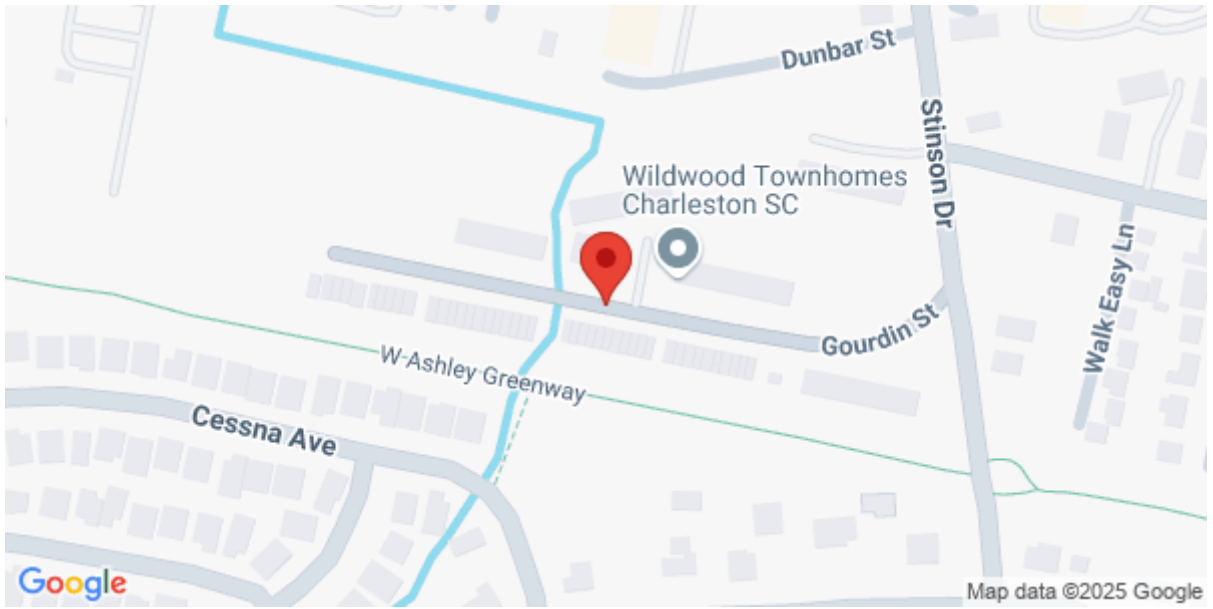 Dunbar St
Stinson Dr
Wildwood Townhomes
Charleston SC
Walk Easy Ln
Gourdin St
W Ashley Greenway
Cessna Ave
Google
Map data ©2025 Google